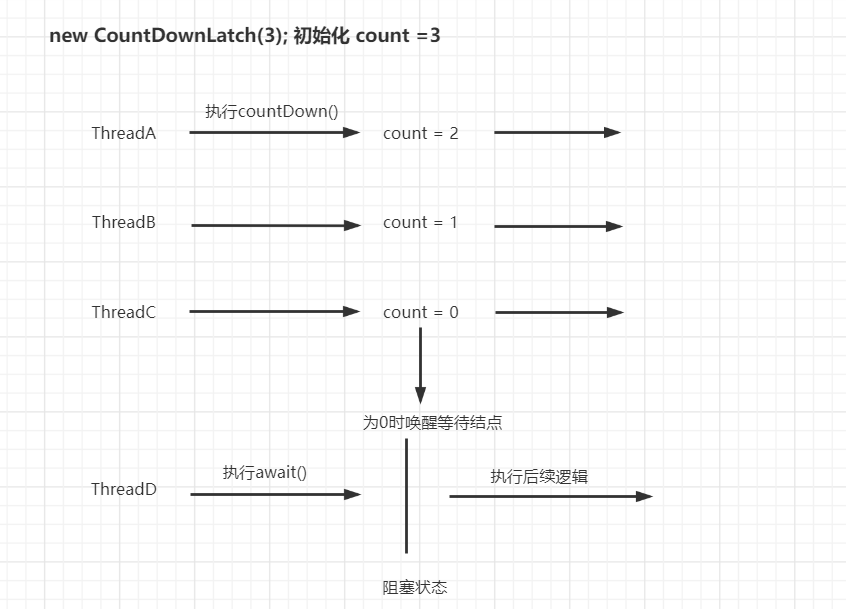 new CountDownLatch(3); 初始化 count =3
执行countDown()
ThreadA
count = 2
ThreadB
count = 1
ThreadC
count = 0
为0时唤醒等待结点
执行await()
执行后续逻辑
ThreadD
阻塞状态